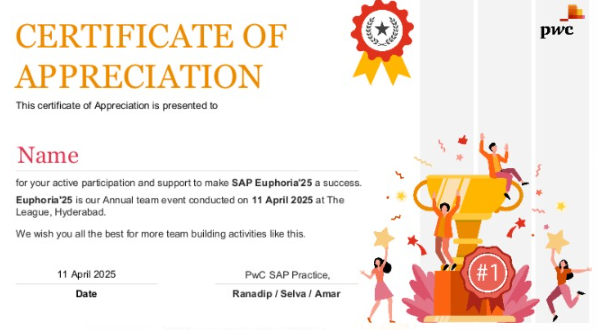 CERTIFICATE OF
APPRECIATION
This certificate of Appreciation is presented to
pwc
Name
for your active participation and support to make SAP Euphoria'25 a success.
Euphoria'25 is our Annual team event conducted on 11 April 2025 at The
League, Hyderabad.
We wish you all the best for more team building activities like this.
11 April 2025
Date
PwC SAP Practice,
Ranadip / Selva / Amar
#1